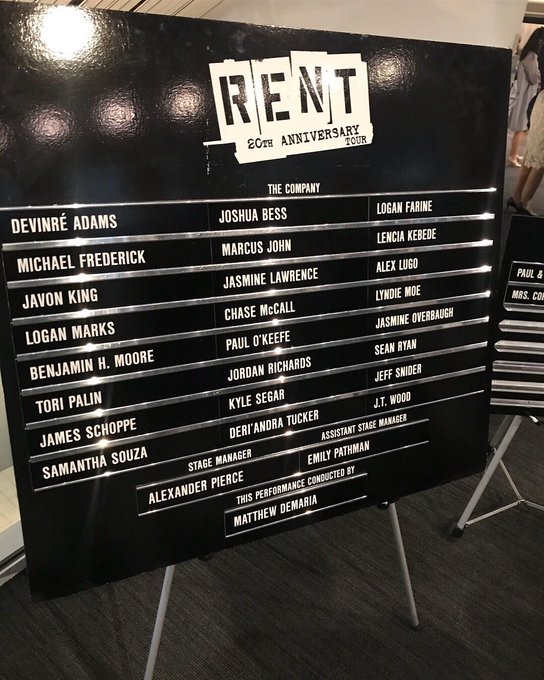 RENT
20TH ANNIVERSARY
TOUR
THE COMPANY
DEVINRÉ ADAMS JOSHUA BESS LOGAN FARINE
MICHAEL FREDERICK MARCUS JOHN LENCIA KEBEDE
JAVON KING JASMINE LAWRENCE ALEX LUGO
LOGAN MARKS CHASE McCALL LYNDIE MOE
BENJAMIN H. MOORE PAUL O'KEEFE JASMINE OVERBAUGH
TORI PALIN JORDAN RICHARDS SEAN RYAN
JAMES SCHOPPE KYLE SEGAR JEFF SNIDER
SAMANTHA SOUZA DERI'ANDRA TUCKER J.T. WOOD
STAGE MANAGER ASSISTANT STAGE MANAGER
ALEXANDER PIERCE EMILY PATHMAN
THIS PERFORMANCE CONDUCTED BY
MATTHEW DEMARIA
PAUL &
MRS.